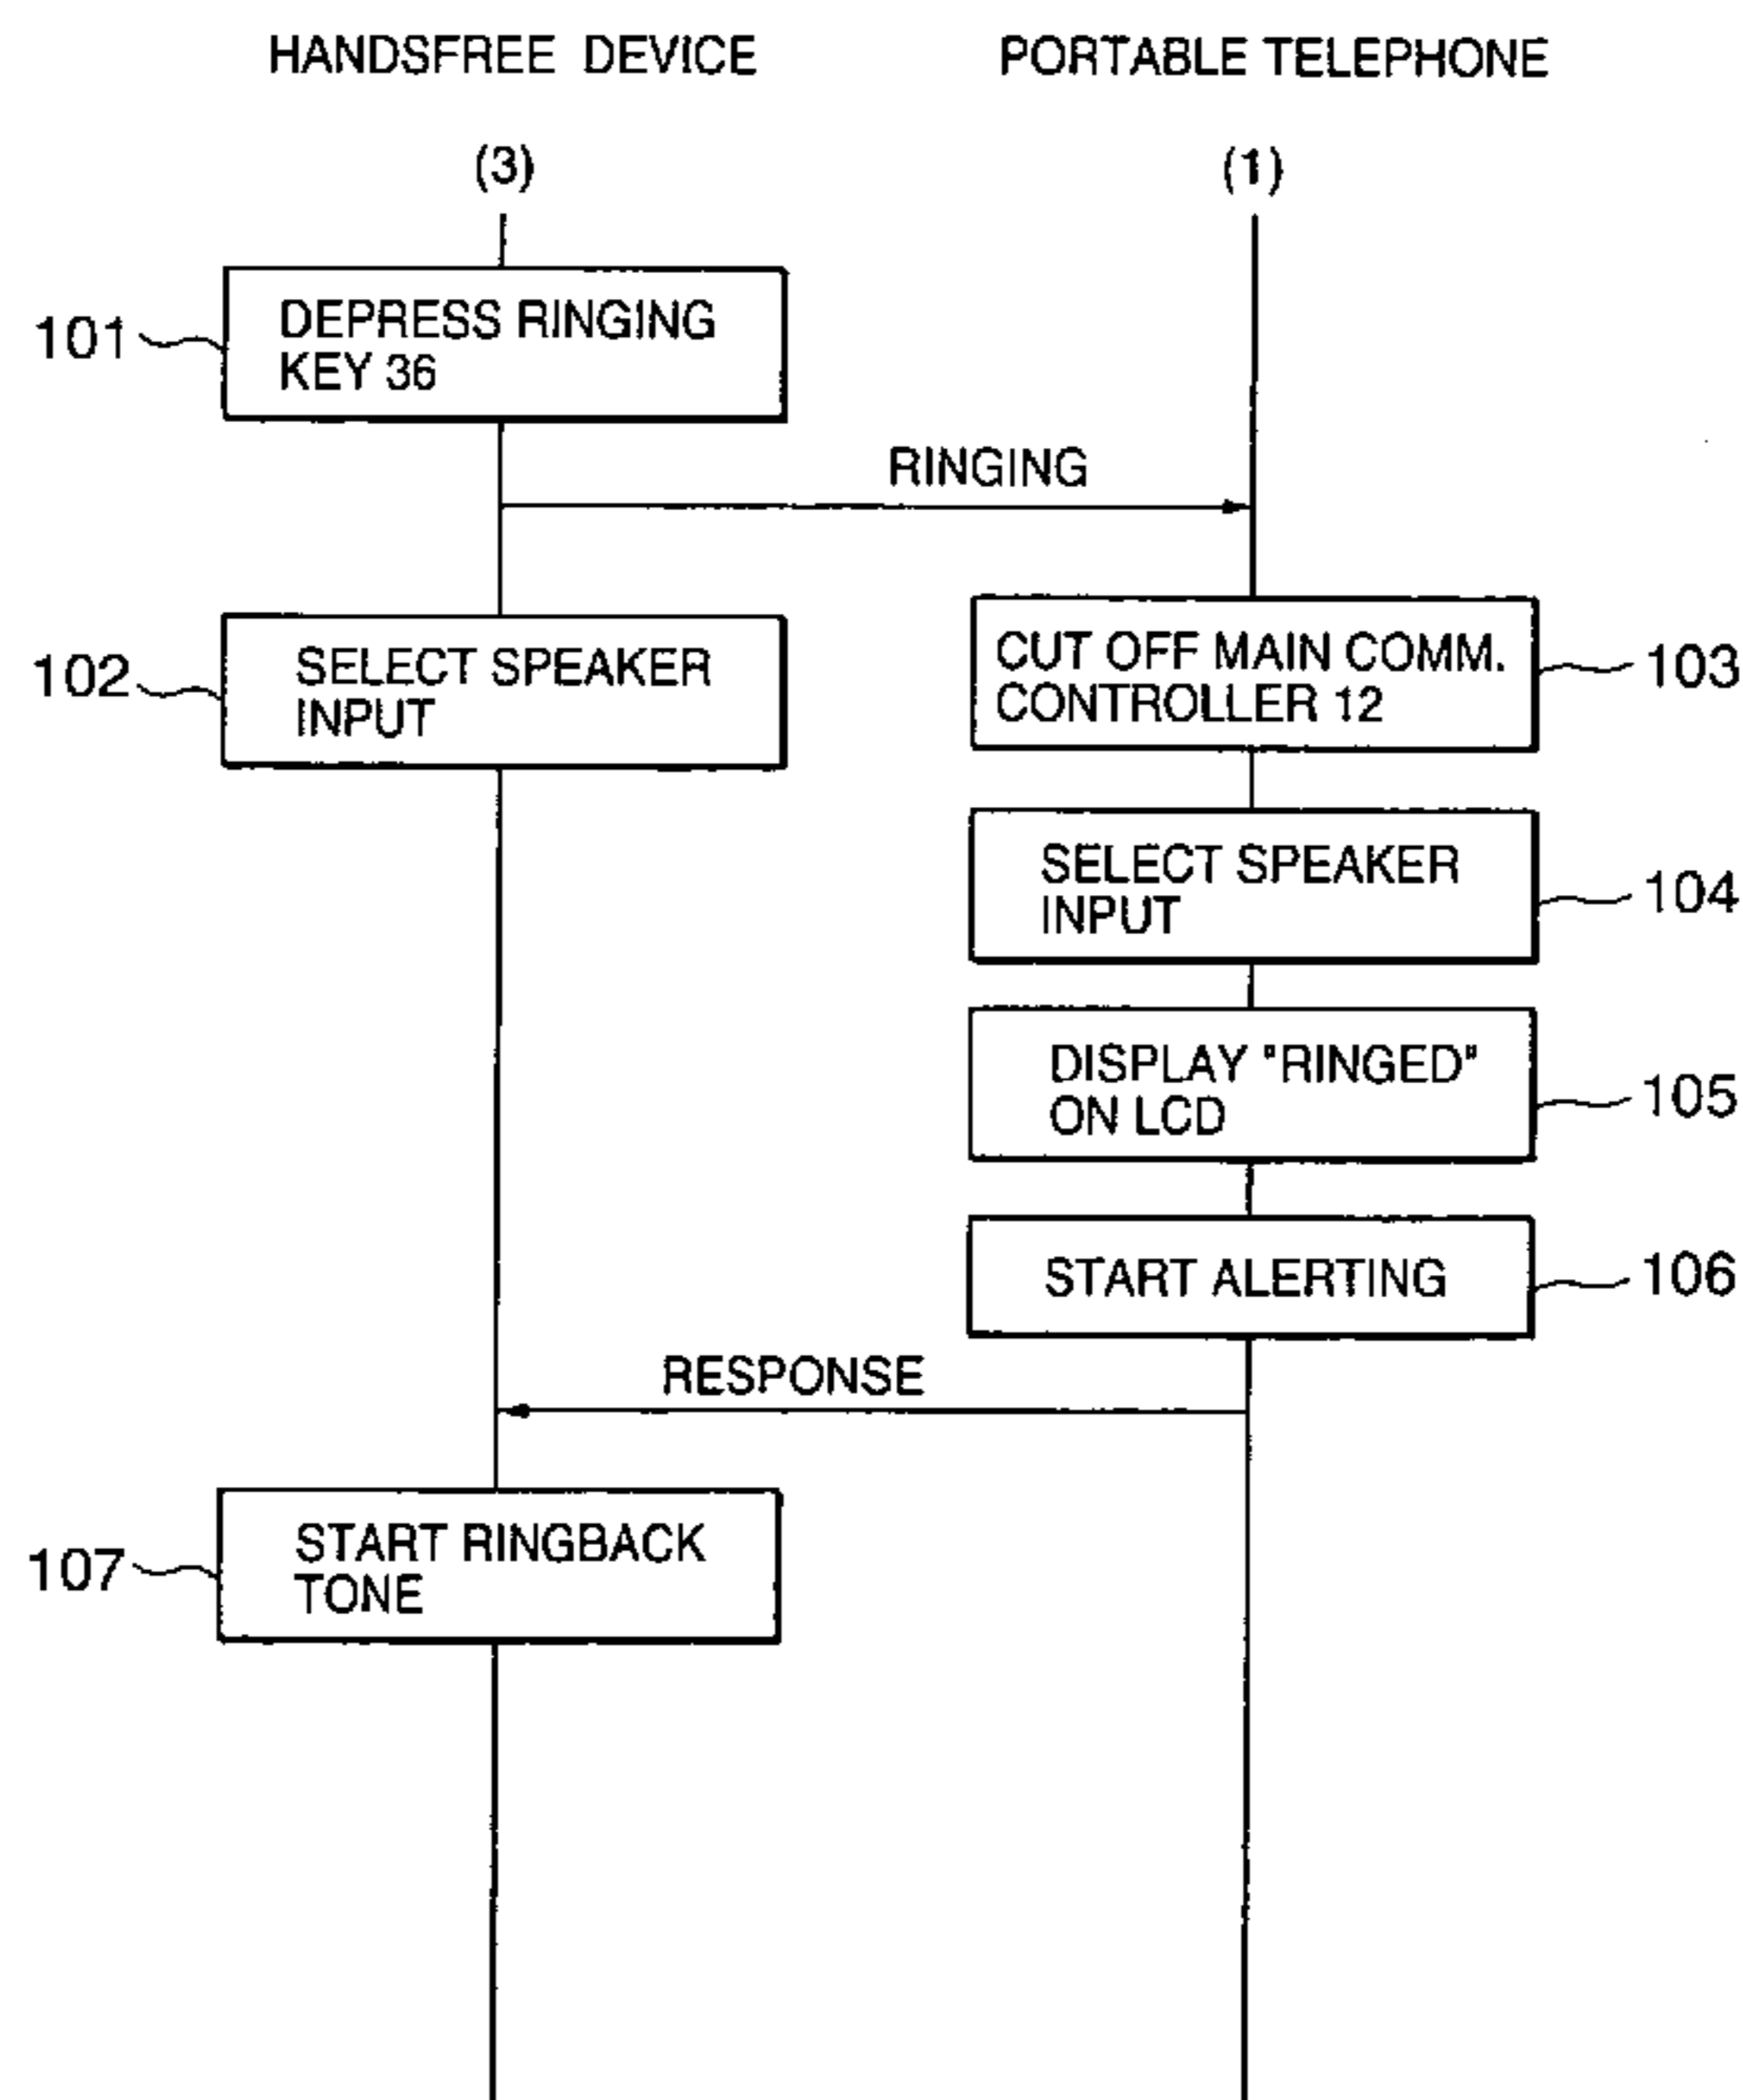 HANDSFREE DEVICE
PORTABLE TELEPHONE
(3)
(1)
101
DEPRESS RINGING
KEY 36
RINGING
102
SELECT SPEAKER
INPUT
CUT OFF MAIN COMM.
CONTROLLER 12
103
SELECT SPEAKER
INPUT
104
DISPLAY "RINGED"
ON LCD
105
START ALERTING
106
RESPONSE
107
START RINGBACK
TONE